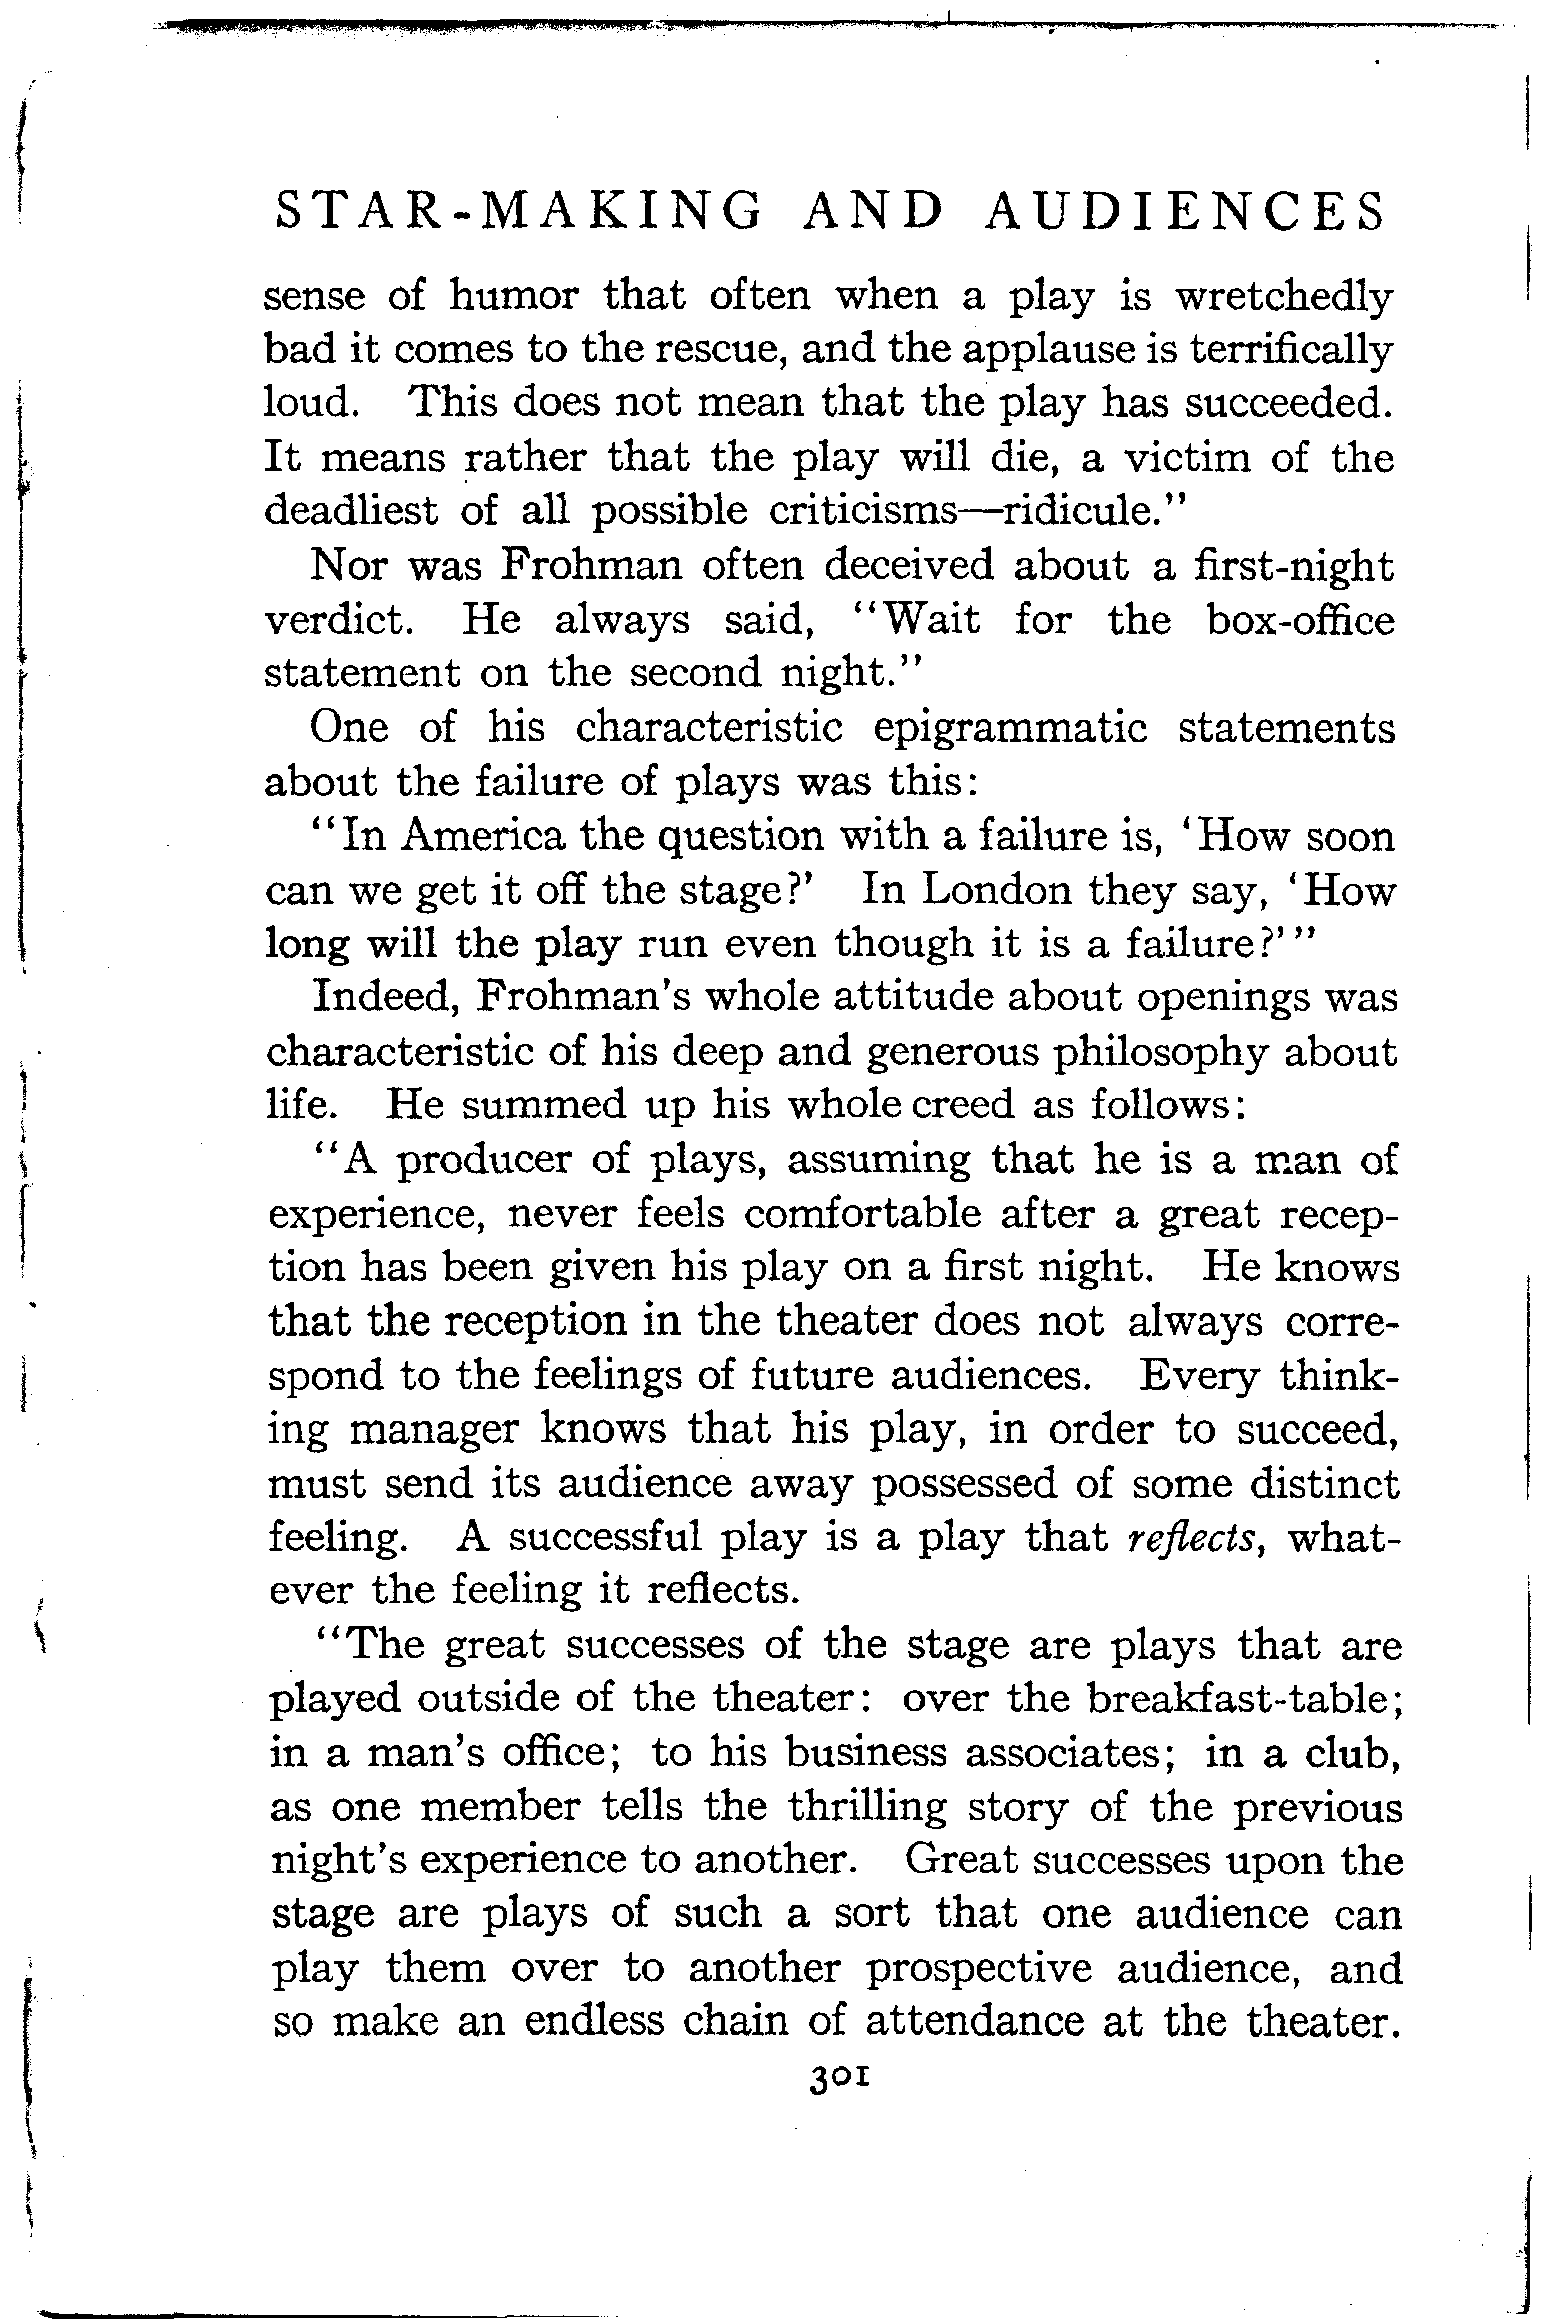 STAR-MAKING AND AUDIENCES
sense of humor that often when a play is wretchedly
bad it comes to the rescue, and the applause is terrifically
loud. This does not mean that the play has succeeded.
It means rather that the play will die, a victim of the
deadliest of all possible criticisms—ridicule."
Nor was Frohman often deceived about a first-night
verdict. He always said, "Wait for the box-office
statement on the second night."
One of his characteristic epigrammatic statements
about the failure of plays was this:
"In America the question with a failure is, 'How soon
can we get it off the stage?' In London they say, 'How
long will the play run even though it is a failure?'"
Indeed, Frohman's whole attitude about openings was
characteristic of his deep and generous philosophy about
life. He summed up his whole creed as follows:
"A producer of plays, assuming that he is a man of
experience, never feels comfortable after a great recep-
tion has been given his play on a first night. He knows
that the reception in the theater does not always corre-
spond to the feelings of future audiences. Every think-
ing manager knows that his play, in order to succeed,
must send its audience away possessed of some distinct
feeling. A successful play is a play that reflects, what-
ever the feeling it reflects.
"The great successes of the stage are plays that are
played outside of the theater: over the breakfast-table;
in a man's office; to his business associates; in a club,
as one member tells the thrilling story of the previous
night's experience to another. Great successes upon the
stage are plays of such a sort that one audience can
play them over to another prospective audience, and
so make an endless chain of attendance at the theater.
301